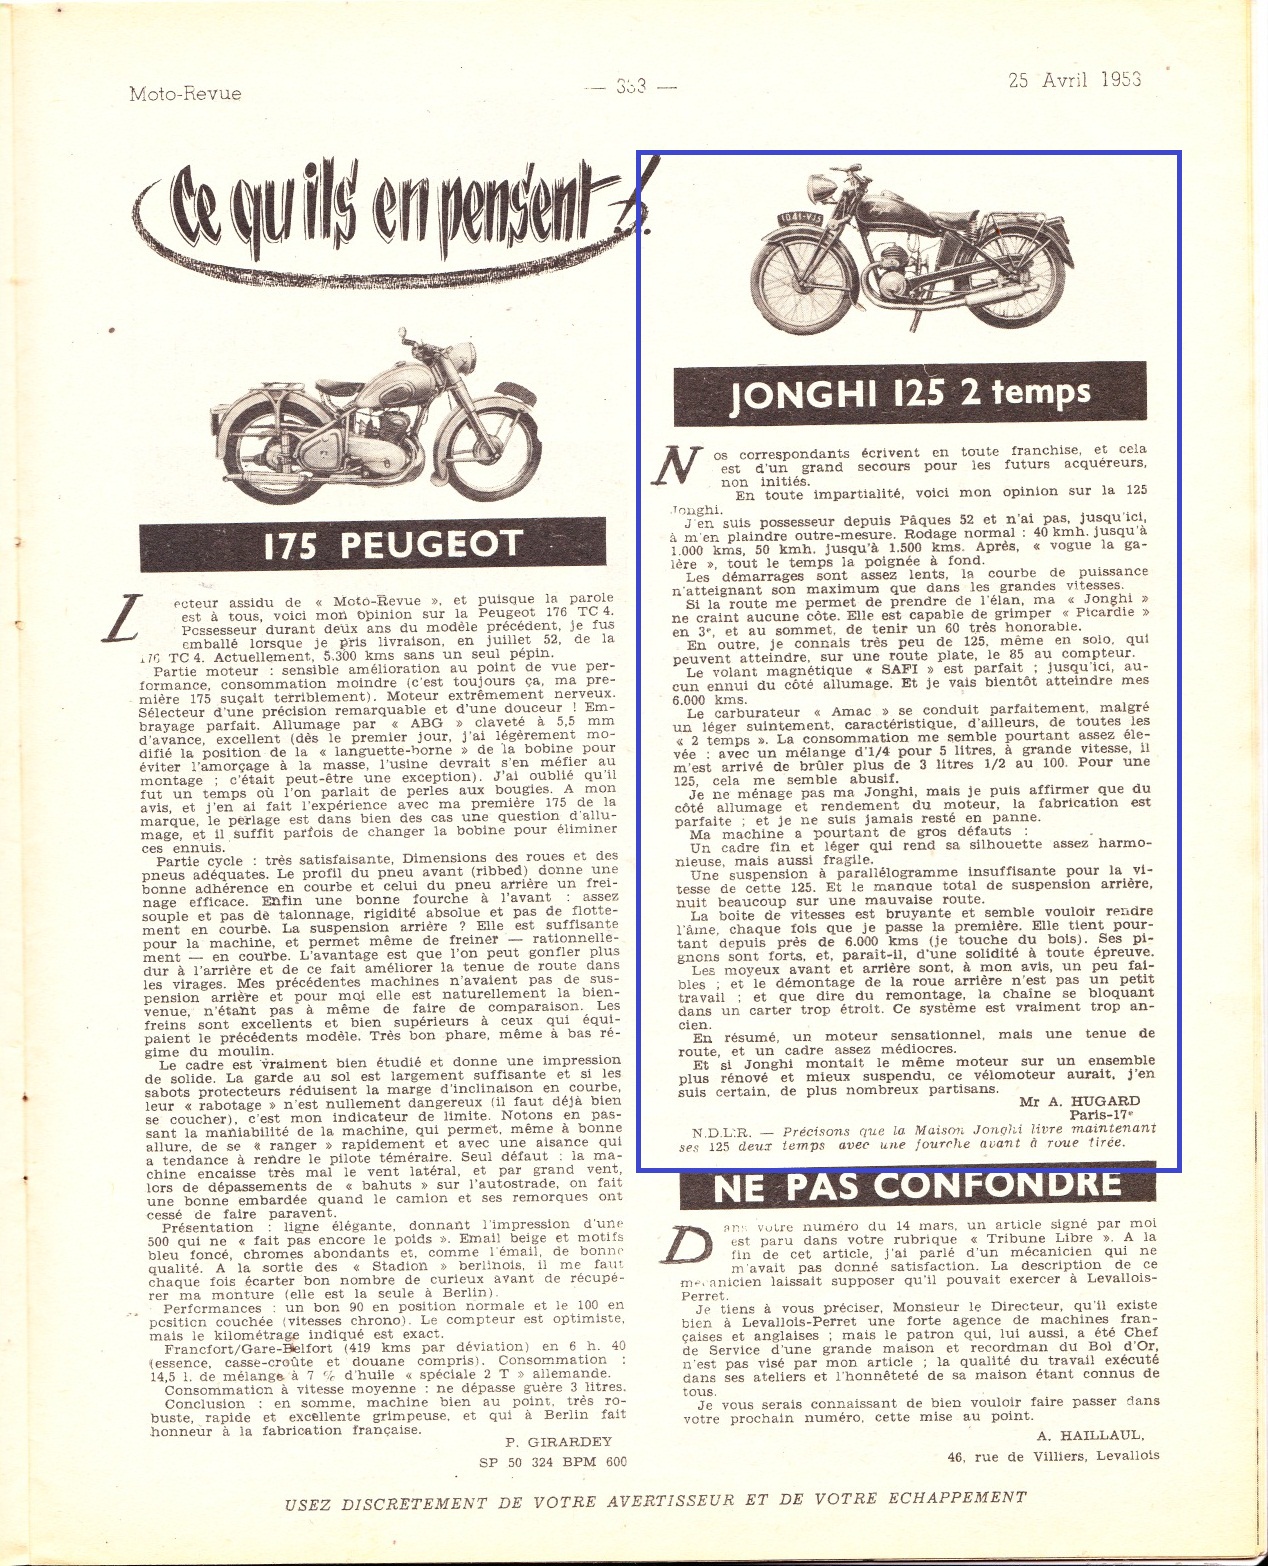 Moto-Revue
— 333 —
25 Avril 1953
Ce qu'ils en pensent !.
175 PEUGEOT
Lecteur assidu de « Moto-Revue », et puisque la parole
est à tous, voici mon opinion sur la Peugeot 176 TC 4.
Possesseur durant deux ans du modèle précédent, je fus
emballé lorsque je pris livraison, en juillet 52, de la
176 TC 4. Actuellement, 5.300 kms sans un seul pépin.
Partie moteur : sensible amélioration au point de vue per-
formance, consommation moindre (c'est toujours ça, ma pre-
mière 175 suçait terriblement). Moteur extrêmement nerveux.
Sélecteur d'une précision remarquable et d'une douceur ! Em-
brayage parfait. Allumage par « ABG » claveté à 5,5 mm
d'avance, excellent (dès le premier jour, j'ai légèrement mo-
difié la position de la « languette-borne » de la bobine pour
éviter l'amorçage à la masse, l'usine devrait s'en méfier au
montage ; c'était peut-être une exception). J'ai oublié qu'il
fut un temps où l'on parlait de perles aux bougies. A mon
avis, et j'en ai fait l'expérience avec ma première 175 de la
marque, le perlage est dans bien des cas une question d'allu-
mage, et il suffit parfois de changer la bobine pour éliminer
ces ennuis.
Partie cycle : très satisfaisante, Dimensions des roues et des
pneus adéquates. Le profil du pneu avant (ribbed) donne une
bonne adhérence en courbe et celui du pneu arrière un frei-
nage efficace. Enfin une bonne fourche à l'avant : assez
souple et pas de talonnage, rigidité absolue et pas de flotte-
ment en courbe. La suspension arrière ? Elle est suffisante
pour la machine, et permet même de freiner — rationnelle-
ment — en courbe. L'avantage est que l'on peut gonfler plus
dur à l'arrière et de ce fait améliorer la tenue de route dans
les virages. Mes précédentes machines n'avaient pas de sus-
pension arrière et pour moi elle est naturellement la bien-
venue, n'étant pas à même de faire de comparaison. Les
freins sont excellents et bien supérieurs à ceux qui équi-
paient le précédents modèle. Très bon phare, même à bas ré-
gime du moulin.
Le cadre est vraiment bien étudié et donne une impression
de solide. La garde au sol est largement suffisante et si les
sabots protecteurs réduisent la marge d'inclinaison en courbe,
leur « rabotage » n'est nullement dangereux (il faut déjà bien
se coucher), c'est mon indicateur de limite. Notons en pas-
sant la maniabilité de la machine, qui permet, même à bonne
allure, de se « ranger » rapidement et avec une aisance qui
a tendance à rendre le pilote téméraire. Seul défaut : la ma-
chine encaisse très mal le vent latéral, et par grand vent,
lors de dépassements de « bahuts » sur l'autostrade, on fait
une bonne embardée quand le camion et ses remorques ont
cessé de faire paravent.
Présentation : ligne élégante, donnant l'impression d'une
500 qui ne « fait pas encore le poids ». Email beige et motifs
bleu foncé, chromes abondants et, comme l'émail, de bonne
qualité. A la sortie des « Stadion » berlinois, il me faut
chaque fois écarter bon nombre de curieux avant de récupé-
rer ma monture (elle est la seule à Berlin).
Performances : un bon 90 en position normale et le 100 en
position couchée (vitesses chrono). Le compteur est optimiste,
mais le kilométrage indiqué est exact.
Francfort/Gare-Belfort (419 kms par déviation) en 6 h. 40
(essence, casse-croûte et douane compris). Consommation :
14,5 l. de mélange à 7 % d'huile « spéciale 2 T » allemande.
Consommation à vitesse moyenne : ne dépasse guère 3 litres.
Conclusion : en somme, machine bien au point, très ro-
buste, rapide et excellente grimpeuse, et qui à Berlin fait
honneur à la fabrication française.
P. GIRARDEY
SP 50 324 BPM 600
1041-VJ5
JONGHI 125 2 temps
Nos correspondants écrivent en toute franchise, et cela
est d'un grand secours pour les futurs acquéreurs,
non initiés.
En toute impartialité, voici mon opinion sur la 125
Jonghi.
J'en suis possesseur depuis Pâques 52 et n'ai pas, jusqu'ici,
à m'en plaindre outre-mesure. Rodage normal : 40 kmh. jusqu'à
1.000 kms, 50 kmh. jusqu'à 1.500 kms. Après, « vogue la ga-
lère », tout le temps la poignée à fond.
Les démarrages sont assez lents, la courbe de puissance
n'atteignant son maximum que dans les grandes vitesses.
Si la route me permet de prendre de l'élan, ma « Jonghi »
ne craint aucune côte. Elle est capable de grimper « Picardie »
en 3e, et au sommet, de tenir un 60 très honorable.
En outre, je connais très peu de 125, même en solo, qui
peuvent atteindre, sur une route plate, le 85 au compteur.
Le volant magnétique « SAFI » est parfait ; jusqu'ici, au-
cun ennui du côté allumage. Et je vais bientôt atteindre mes
6.000 kms.
Le carburateur « Amac » se conduit parfaitement, malgré
un léger suintement, caractéristique, d'ailleurs, de toutes les
« 2 temps ». La consommation me semble pourtant assez éle-
vée : avec un mélange d'1/4 pour 5 litres, à grande vitesse, il
m'est arrivé de brûler plus de 3 litres 1/2 au 100. Pour une
125, cela me semble abusif.
Je ne ménage pas ma Jonghi, mais je puis affirmer que du
côté allumage et rendement du moteur, la fabrication est
parfaite ; et je ne suis jamais resté en panne.
Ma machine a pourtant de gros défauts :
Un cadre fin et léger qui rend sa silhouette assez harmo-
nieuse, mais aussi fragile.
Une suspension à parallélogramme insuffisante pour la vi-
tesse de cette 125. Et le manque total de suspension arrière,
nuit beaucoup sur une mauvaise route.
La boîte de vitesses est bruyante et semble vouloir rendre
l'âme, chaque fois que je passe la première. Elle tient pour-
tant depuis près de 6.000 kms (je touche du bois). Ses pi-
gnons sont forts, et, paraît-il, d'une solidité à toute épreuve.
Les moyeux avant et arrière sont, à mon avis, un peu fai-
bles ; et le démontage de la roue arrière n'est pas un petit
travail ; et que dire du remontage, la chaîne se bloquant
dans un carter trop étroit. Ce système est vraiment trop an-
cien.
En résumé, un moteur sensationnel, mais une tenue de
route, et un cadre assez médiocres.
Et si Jonghi montait le même moteur sur un ensemble
plus rénové et mieux suspendu, ce vélomoteur aurait, j'en
suis certain, de plus nombreux partisans.
Mr A. HUGARD
Paris-17e
N.D.L.R. — Précisons que la Maison Jonghi livre maintenant
ses 125 deux temps avec une fourche avant à roue tirée.
NE PAS CONFONDRE
Dans votre numéro du 14 mars, un article signé par moi
est paru dans votre rubrique « Tribune Libre ». A la
fin de cet article, j'ai parlé d'un mécanicien qui ne
m'avait pas donné satisfaction. La description de ce
mécanicien laissait supposer qu'il pouvait exercer à Levallois-
Perret.
Je tiens à vous préciser, Monsieur le Directeur, qu'il existe
bien à Levallois-Perret une forte agence de machines fran-
çaises et anglaises ; mais le patron qui, lui aussi, a été Chef
de Service d'une grande maison et recordman du Bol d'Or,
n'est pas visé par mon article ; la qualité du travail exécuté
dans ses ateliers et l'honnêteté de sa maison étant connus de
tous.
Je vous serais connaissant de bien vouloir faire passer dans
votre prochain numéro, cette mise au point.
A. HAILLAUL,
46, rue de Villiers, Levallois
USEZ DISCRETEMENT DE VOTRE AVERTISSEUR ET DE VOTRE ECHAPPEMENT